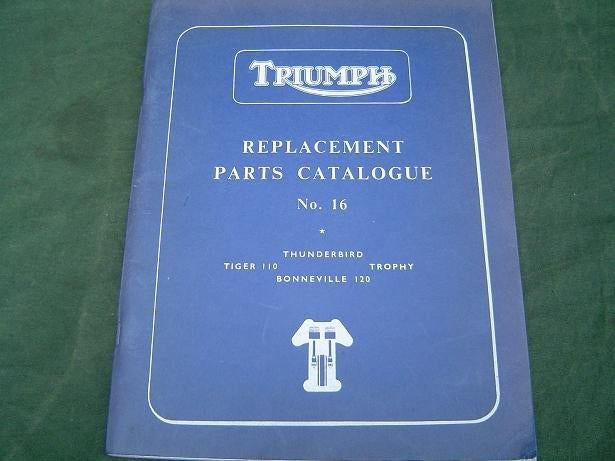 TRIUMPH
REPLACEMENT
PARTS CATALOGUE
No. 16
THUNDERBIRD
TIGER 110 TROPHY
BONNEVILLE 120